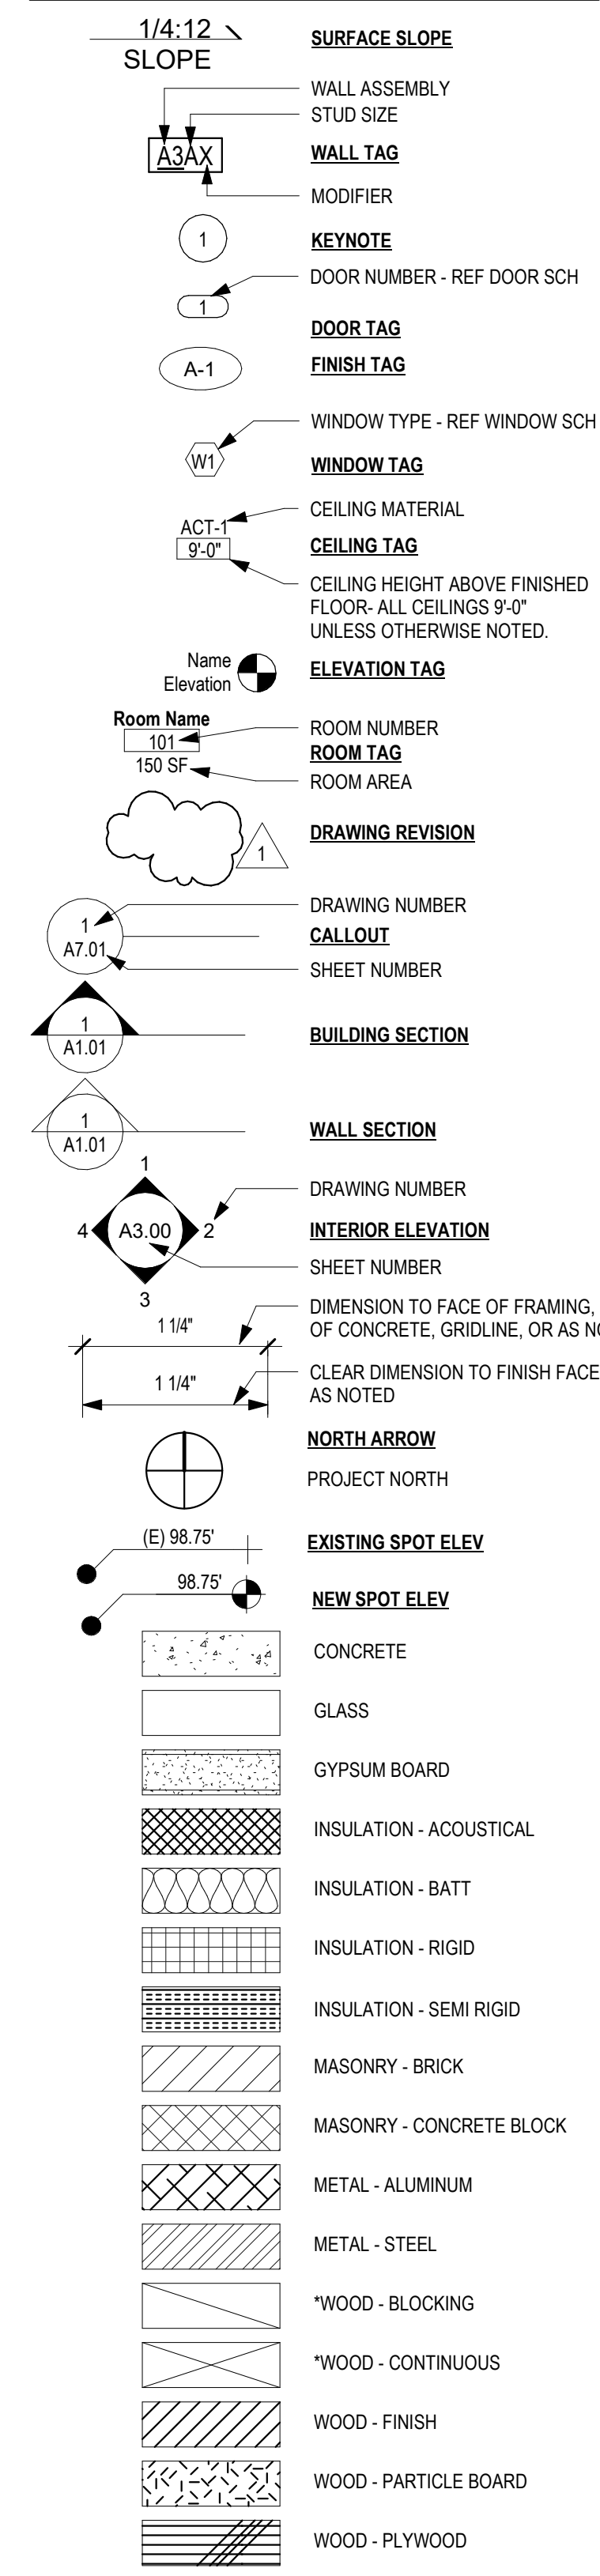 1/4:12
SLOPE
SURFACE SLOPE
WALL ASSEMBLY
STUD SIZE
A3AX
WALL TAG
MODIFIER
1
KEYNOTE
DOOR NUMBER - REF DOOR SCH
1
DOOR TAG
A-1
FINISH TAG
WINDOW TYPE - REF WINDOW SCH
W1
WINDOW TAG
CEILING MATERIAL
ACT-1
9'-0"
CEILING TAG
CEILING HEIGHT ABOVE FINISHED
FLOOR- ALL CEILINGS 9'-0"
UNLESS OTHERWISE NOTED.
Name
Elevation
ELEVATION TAG
Room Name
101
150 SF
ROOM NUMBER
ROOM TAG
ROOM AREA
1
DRAWING REVISION
DRAWING NUMBER
1
A7.01
CALLOUT
SHEET NUMBER
1
A1.01
BUILDING SECTION
1
A1.01
WALL SECTION
1
DRAWING NUMBER
4
A3.00
2
INTERIOR ELEVATION
SHEET NUMBER
3
DIMENSION TO FACE OF FRAMING,
OF CONCRETE, GRIDLINE, OR AS
1 1/4"
CLEAR DIMENSION TO FINISH FACE
AS NOTED
1 1/4"
NORTH ARROW
PROJECT NORTH
(E) 98.75'
EXISTING SPOT ELEV
98.75'
NEW SPOT ELEV
CONCRETE
GLASS
GYPSUM BOARD
INSULATION - ACOUSTICAL
INSULATION - BATT
INSULATION - RIGID
INSULATION - SEMI RIGID
MASONRY - BRICK
MASONRY - CONCRETE BLOCK
METAL - ALUMINUM
METAL - STEEL
*WOOD - BLOCKING
*WOOD - CONTINUOUS
WOOD - FINISH
WOOD - PARTICLE BOARD
WOOD - PLYWOOD